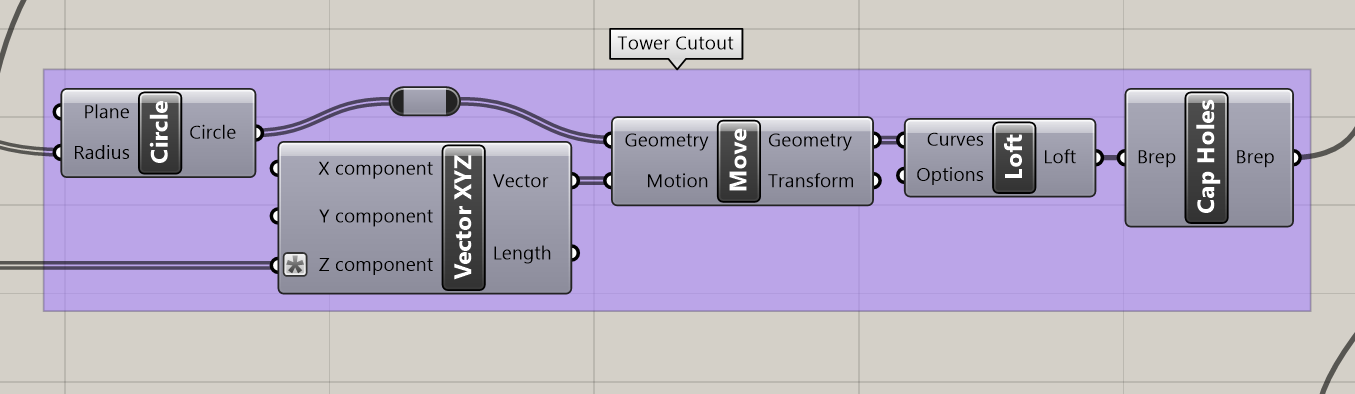 Tower Cutout
Plane
Radius
Circle
Circle
X component
Y component
Z component
Vector XYZ
Vector
Length
Geometry
Motion
Move
Geometry
Transform
Curves
Options
Loft
Loft
Brep
Cap Holes
Brep